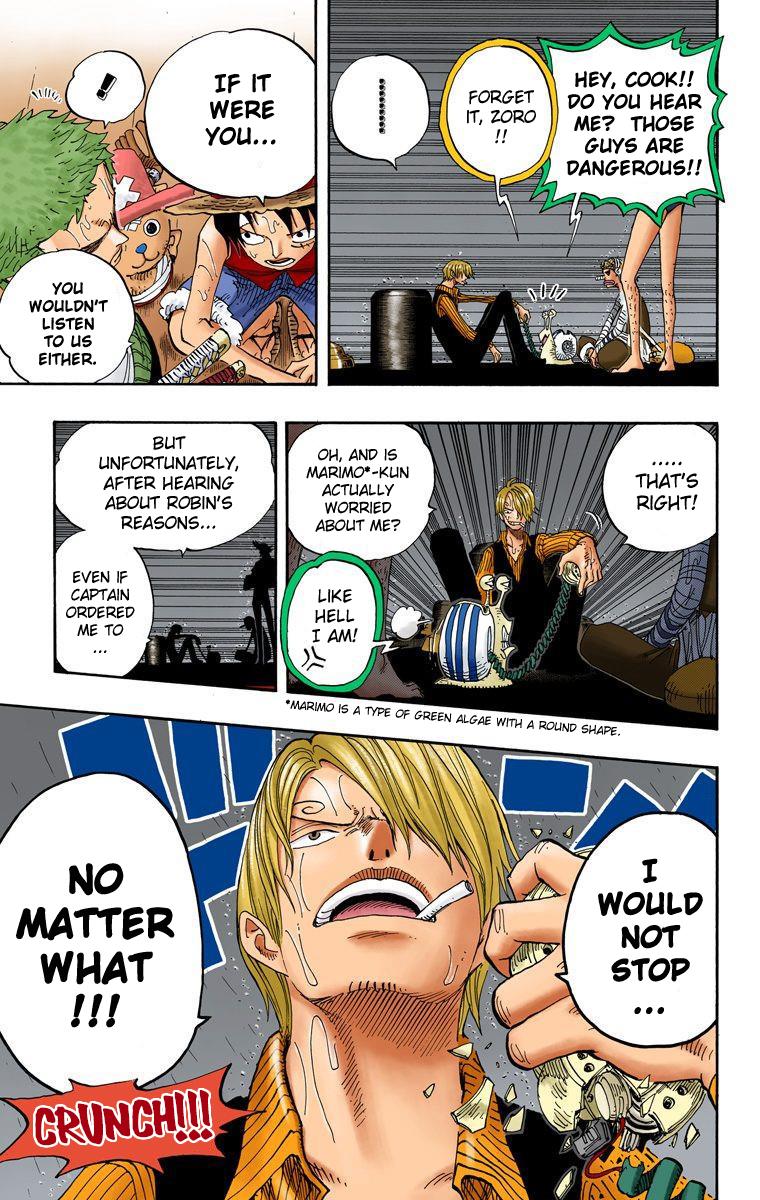 HEY, COOK!!
DO YOU HEAR
ME? THOSE
GUYS ARE
DANGEROUS!!
FORGET
IT, ZORO
!!
!
IF IT
WERE
YOU...
YOU
WOULDN'T
LISTEN
TO US
EITHER.
.....
THAT'S
RIGHT!
OH, AND IS
MARIMO*-KUN
ACTUALLY
WORRIED
ABOUT ME?
LIKE
HELL
I AM!
*MARIMO IS A TYPE OF GREEN ALGAE WITH A ROUND SHAPE.
BUT
UNFORTUNATELY,
AFTER HEARING
ABOUT ROBIN'S
REASONS...
EVEN IF
CAPTAIN
ORDERED
ME TO
...
I
WOULD
NOT
STOP
...
NO
MATTER
WHAT
!!!
CRUNCH!!!